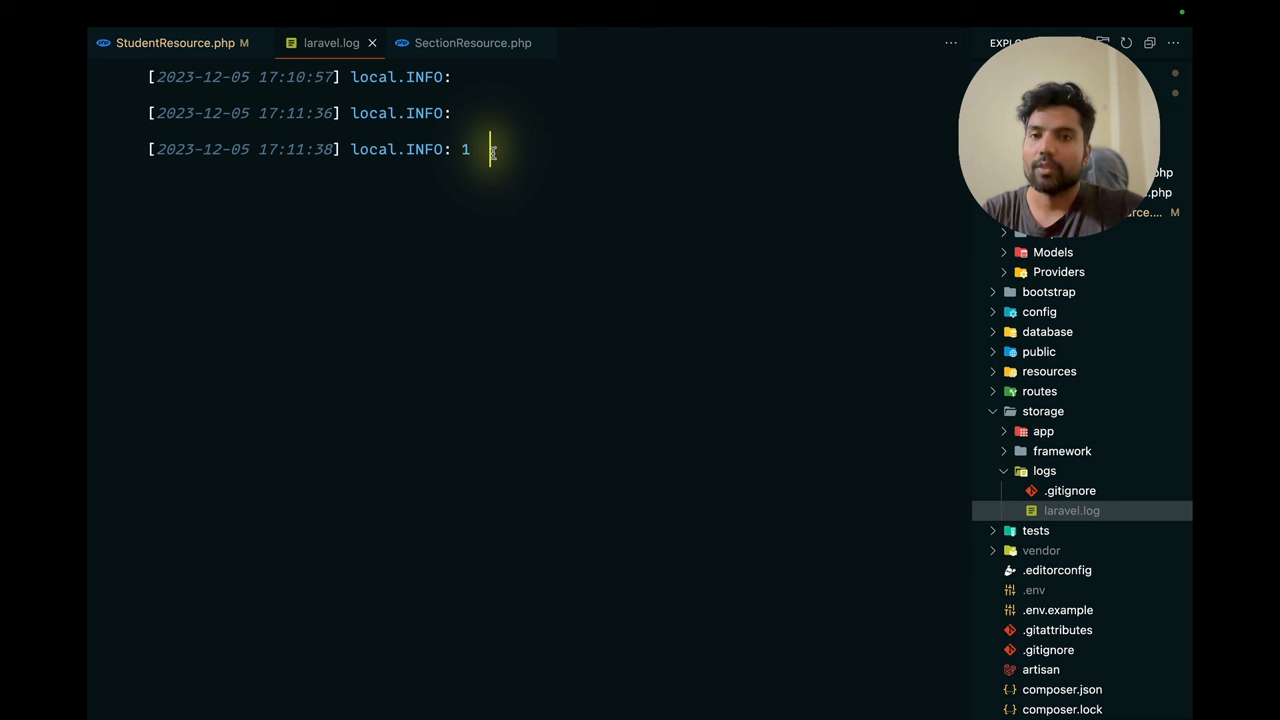 StudentResource.php M
laravel.log
SectionResource.php
[2023-12-05 17:10:57] local.INFO:
[2023-12-05 17:11:36] local.INFO:
[2023-12-05 17:11:38] local.INFO: 1
Models
Providers
bootstrap
config
database
public
resources
routes
storage
app
framework
logs
.gitignore
laravel.log
tests
vendor
.editorconfig
.env
.env.example
.gitattributes
.gitignore
artisan
composer.json
composer.lock